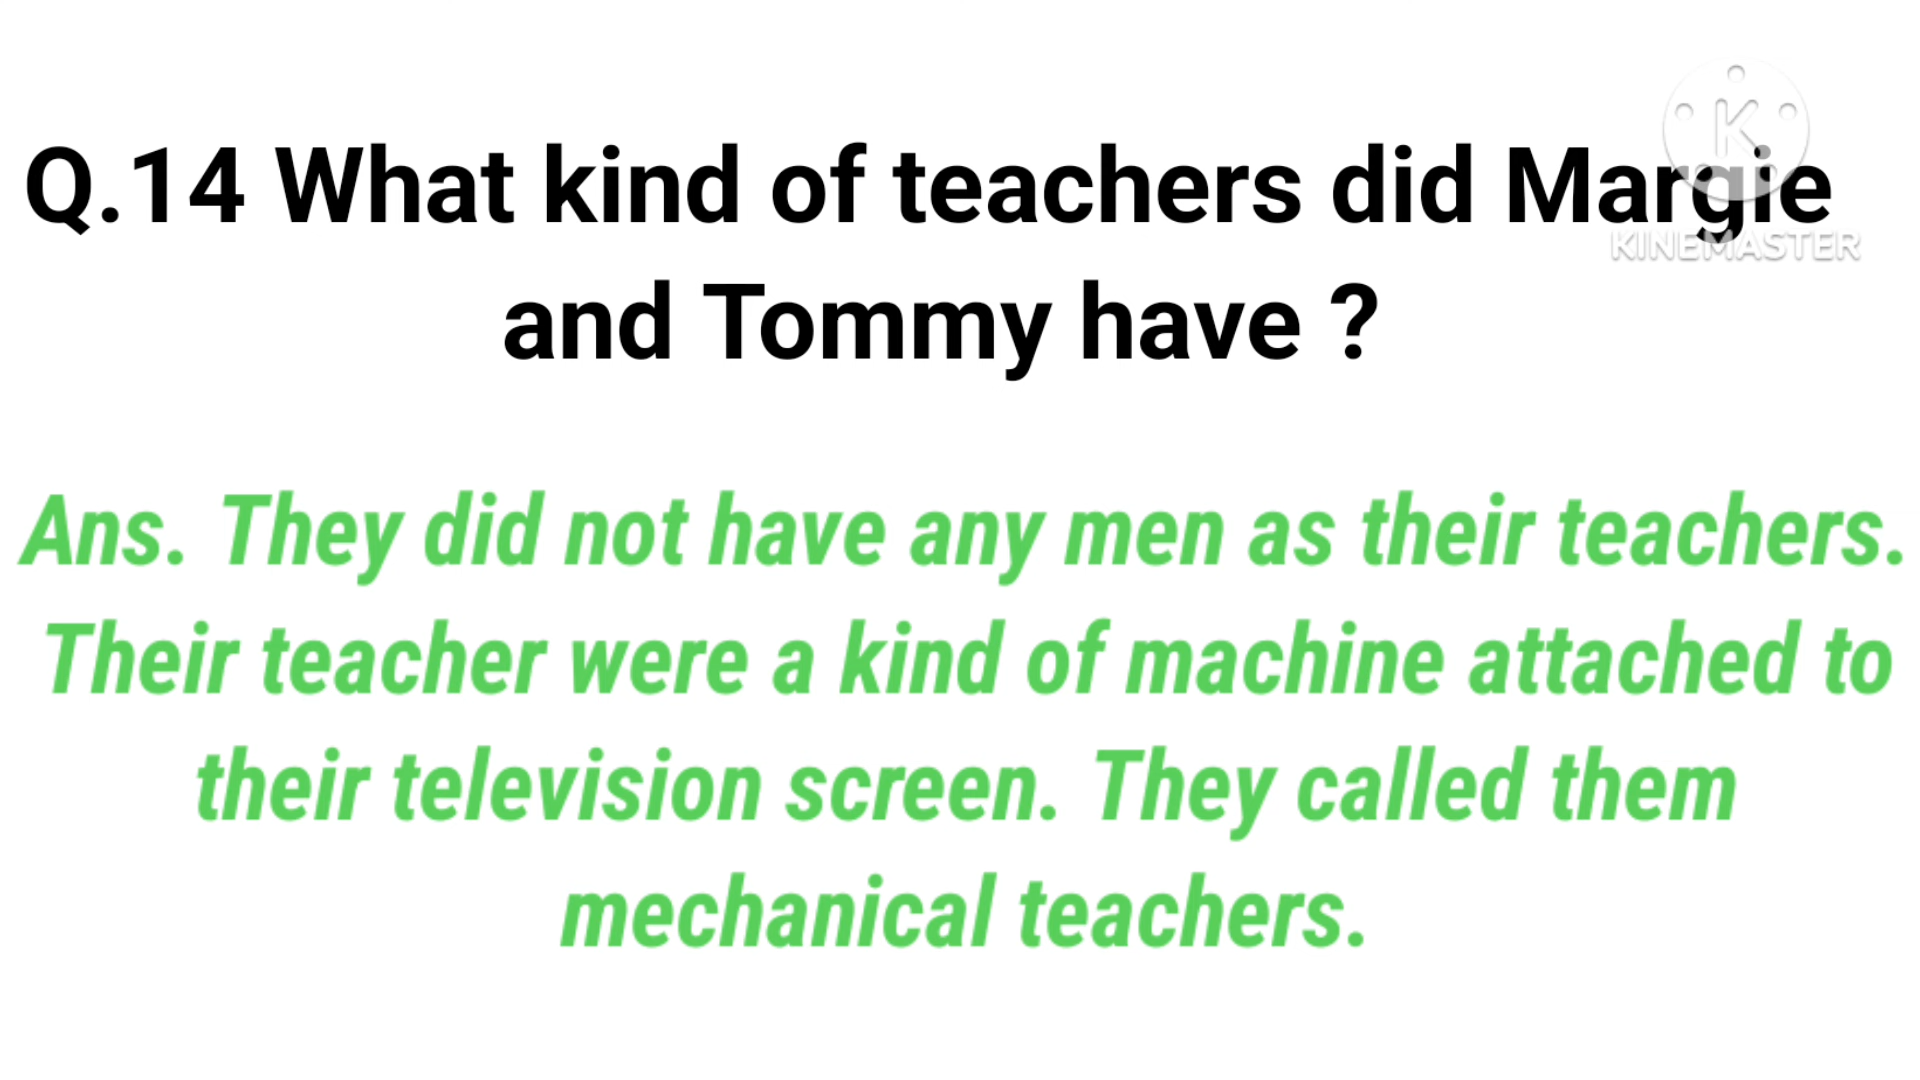 Q.14 What kind of teachers did Margie
and Tommy have ?
K
KINEMASTER
Ans. They did not have any men as their teachers.
Their teacher were a kind of machine attached to
their television screen. They called them
mechanical teachers.